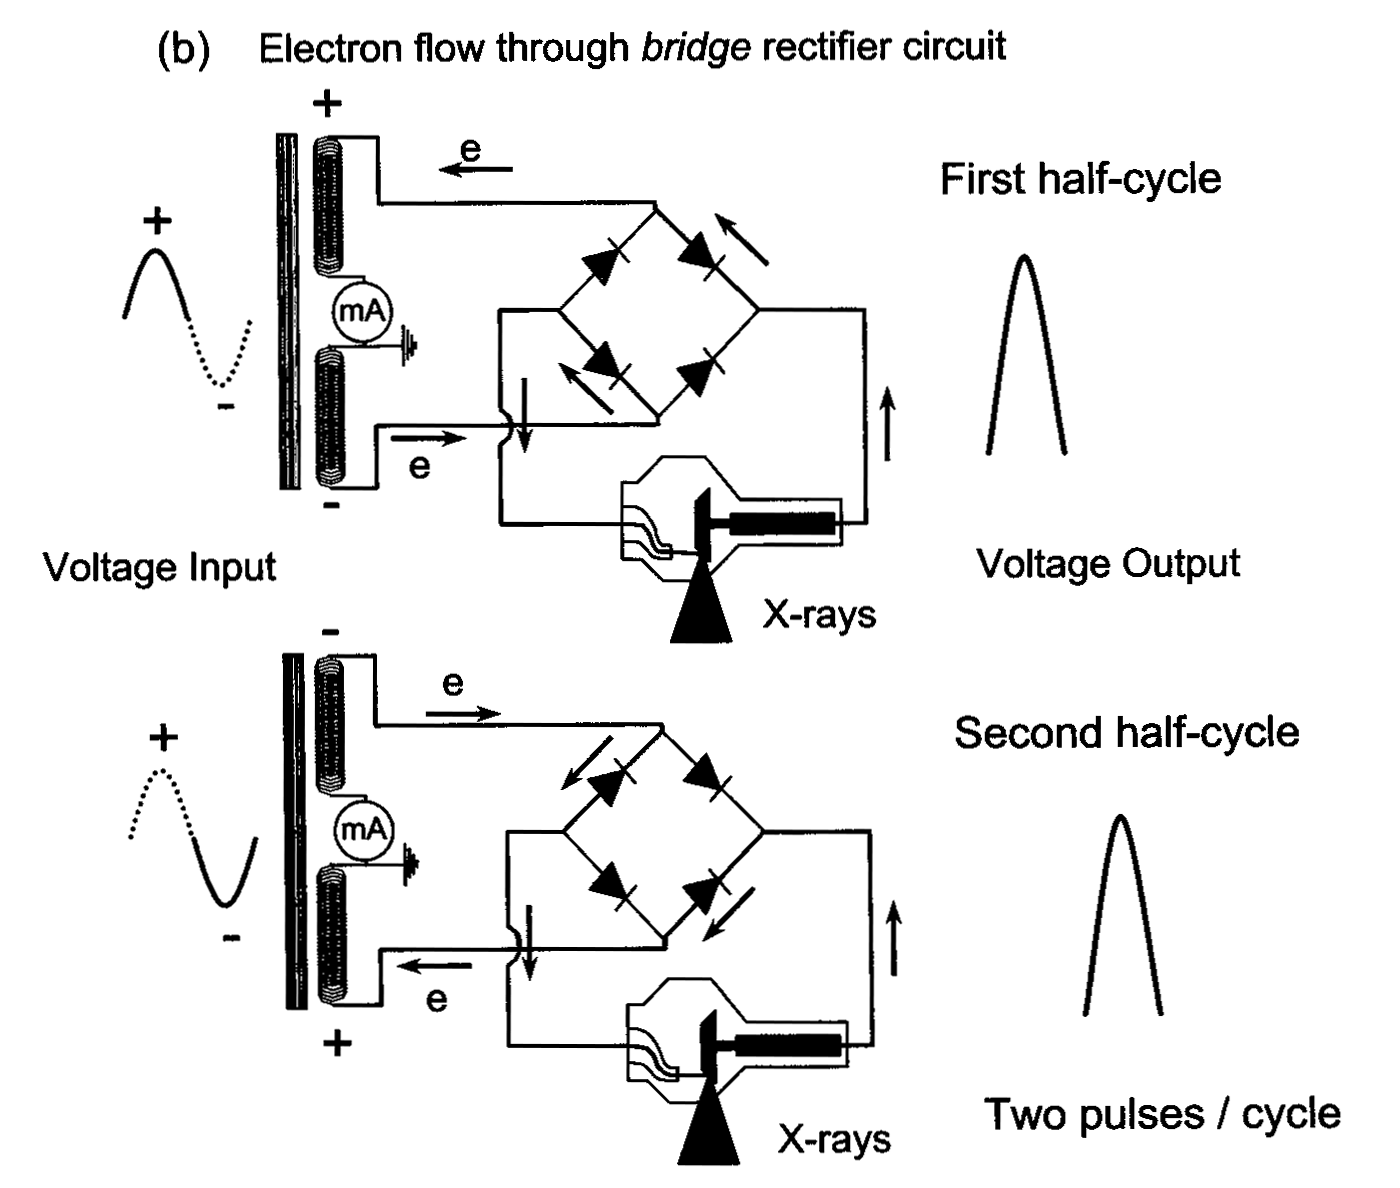 (b) Electron flow through bridge rectifier circuit
+
e
First half-cycle
+
mA
-
e
-
Voltage Input
Voltage Output
X-rays
-
e
+
Second half-cycle
mA
-
e
+
Two pulses / cycle
X-rays